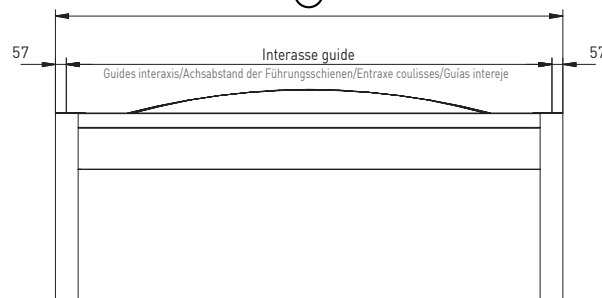 57 Interasse guide 57
Guides interaxis/Achsabstand der Führungsschienen/Entraxe coulisses/Guías intereje